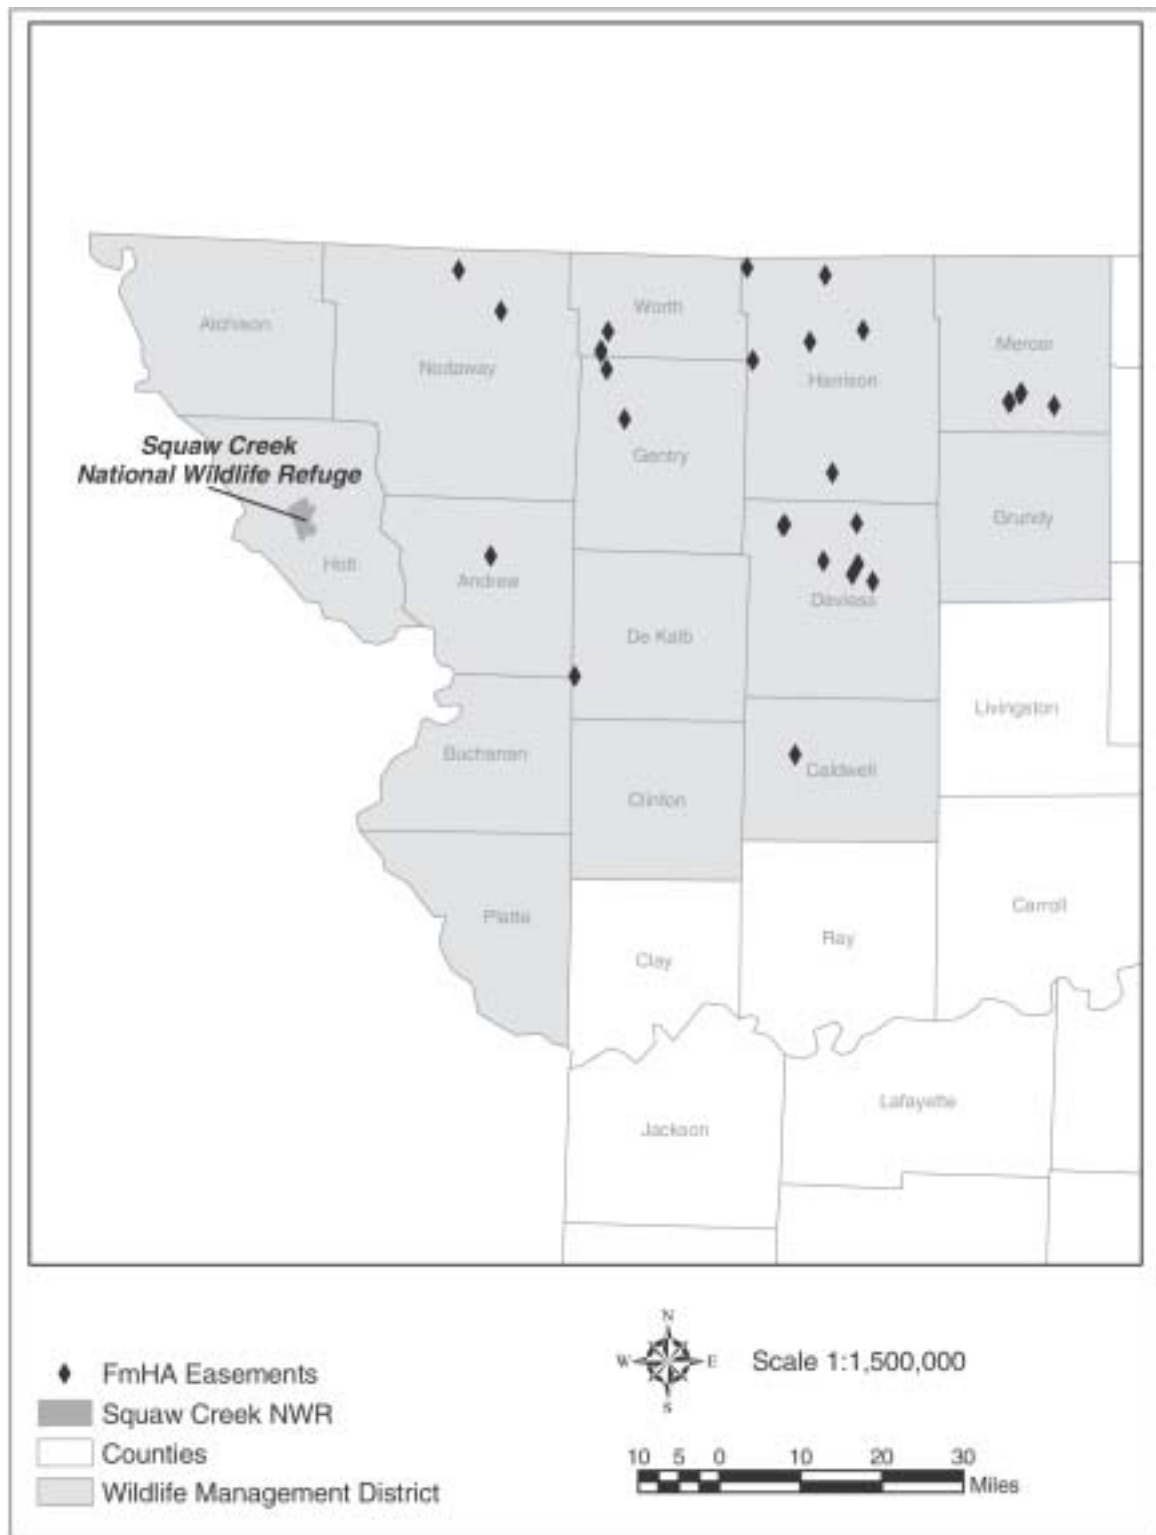 Worth
Atchison
Mercer
Nodaway
Harrison
Squaw Creek
National Wildlife Refuge
Gentry
Grundy
Holt
Andrew
Daviess
De Kalb
Livingston
Buchanan
Caldwell
Clinton
Carroll
Platte
Ray
Clay
Lafayette
Jackson
N
W E
S
Scale 1:1,500,000
FmHA Easements
Squaw Creek NWR
Counties
Wildlife Management District
10 5 0 10 20 30
Miles